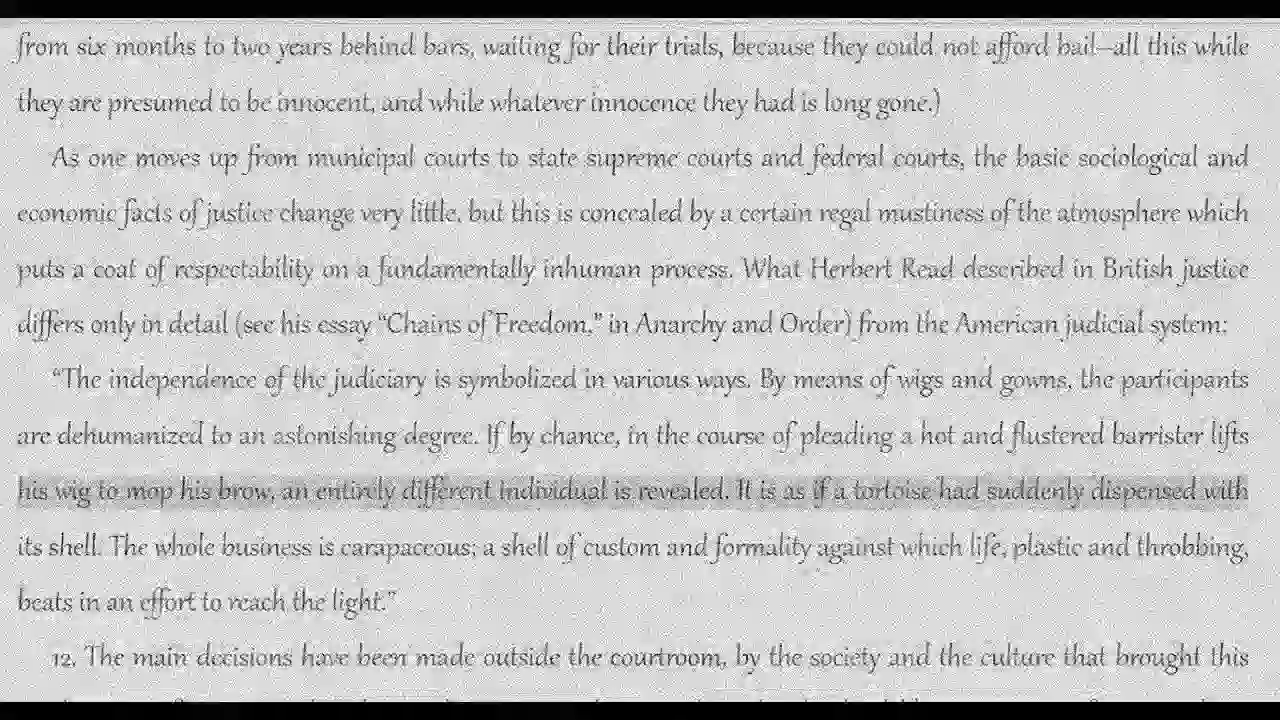 from six months to two years behind bars, waiting for their trials, because they could not afford bail—all this while
they are presumed to be innocent, and while whatever innocence they had is long gone.)
As one moves up from municipal courts to state supreme courts and federal courts, the basic sociological and
economic facts of justice change very little, but this is concealed by a certain regal mustiness of the atmosphere which
puts a coat of respectability on a fundamentally inhuman process. What Herbert Read described in British justice
differs only in detail (see his essay “Chains of Freedom,” in Anarchy and Order) from the American judicial system:
“The independence of the judiciary is symbolized in various ways. By means of wigs and gowns, the participants
are dehumanized to an astonishing degree. If by chance, in the course of pleading a hot and flustered barrister lifts
his wig to mop his brow, an entirely different individual is revealed. It is as if a tortoise had suddenly dispensed with
its shell. The whole business is carapaceous; a shell of custom and formality against which life, plastic and throbbing,
beats in an effort to reach the light.”
12. The main decisions have been made outside the courtroom, by the society and the culture that brought this